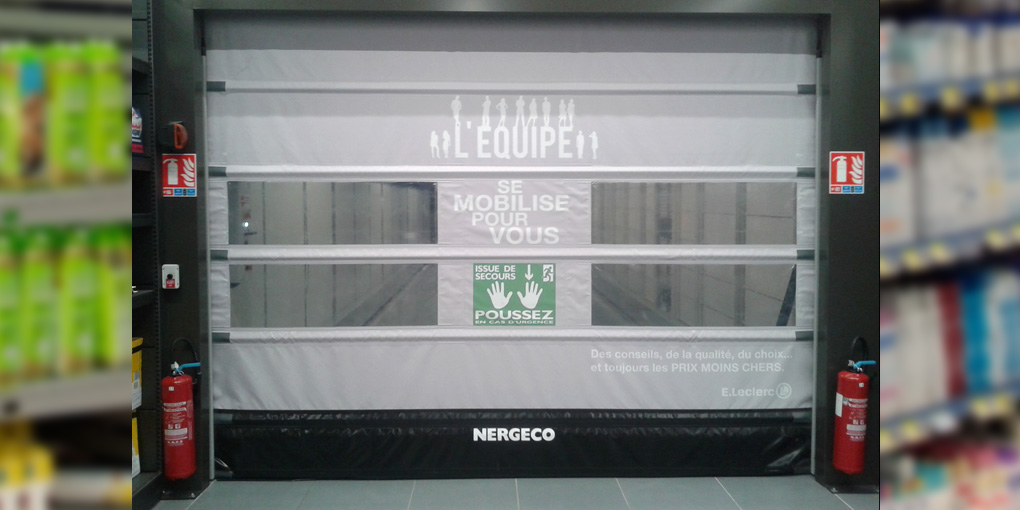 L'EQUIPE
SE
MOBILISE
POUR
VOUS
ISSUE DE
SECOURS
POUSSEZ
EN CAS D'URGENCE
Des conseils, de la qualité, du choix...
et toujours les PRIX MOINS CHERS.
E.Leclerc
NERGECO